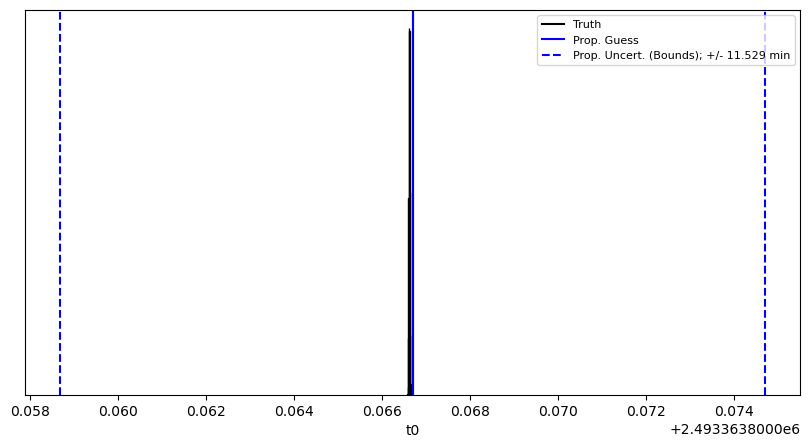 Truth
Prop. Guess
Prop. Uncert. (Bounds); +/- 11.529 min
0.058 0.060 0.062 0.064 0.066 0.068 0.070 0.072 0.074
t0
+2.4933638000e6